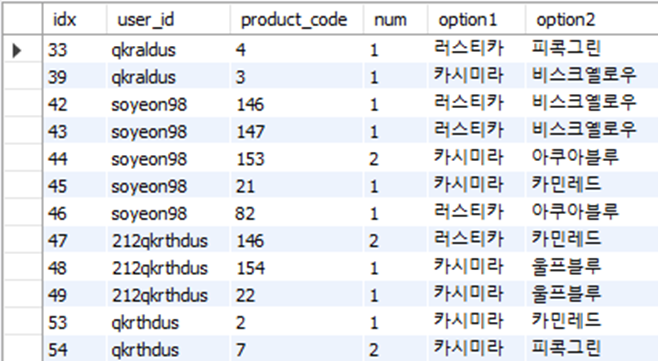 idx user_id product_code num option1 option2
33 qkraldus 4 1 러스티카 피콕그린
39 qkraldus 3 1 카시미라 비스크옐로우
42 soyeon98 146 1 러스티카 비스크옐로우
43 soyeon98 147 1 러스티카 비스크옐로우
44 soyeon98 153 2 카시미라 아쿠아블루
45 soyeon98 21 1 카시미라 카민레드
46 soyeon98 82 1 러스티카 아쿠아블루
47 212qkrthdus 146 2 러스티카 카민레드
48 212qkrthdus 154 1 카시미라 울프블루
49 212qkrthdus 22 1 카시미라 울프블루
53 qkrthdus 2 1 카시미라 카민레드
54 qkrthdus 7 2 카시미라 피콕그린